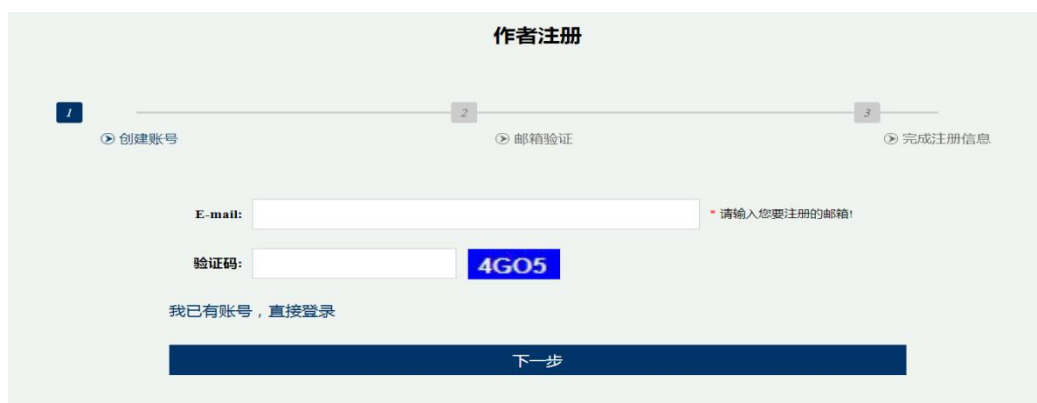 作者注册
1 2 3
创建账号 邮箱验证 完成注册信息
E-mail: * 请输入您要注册的邮箱!
验证码: 4GO5
我已有账号，直接登录
下一步